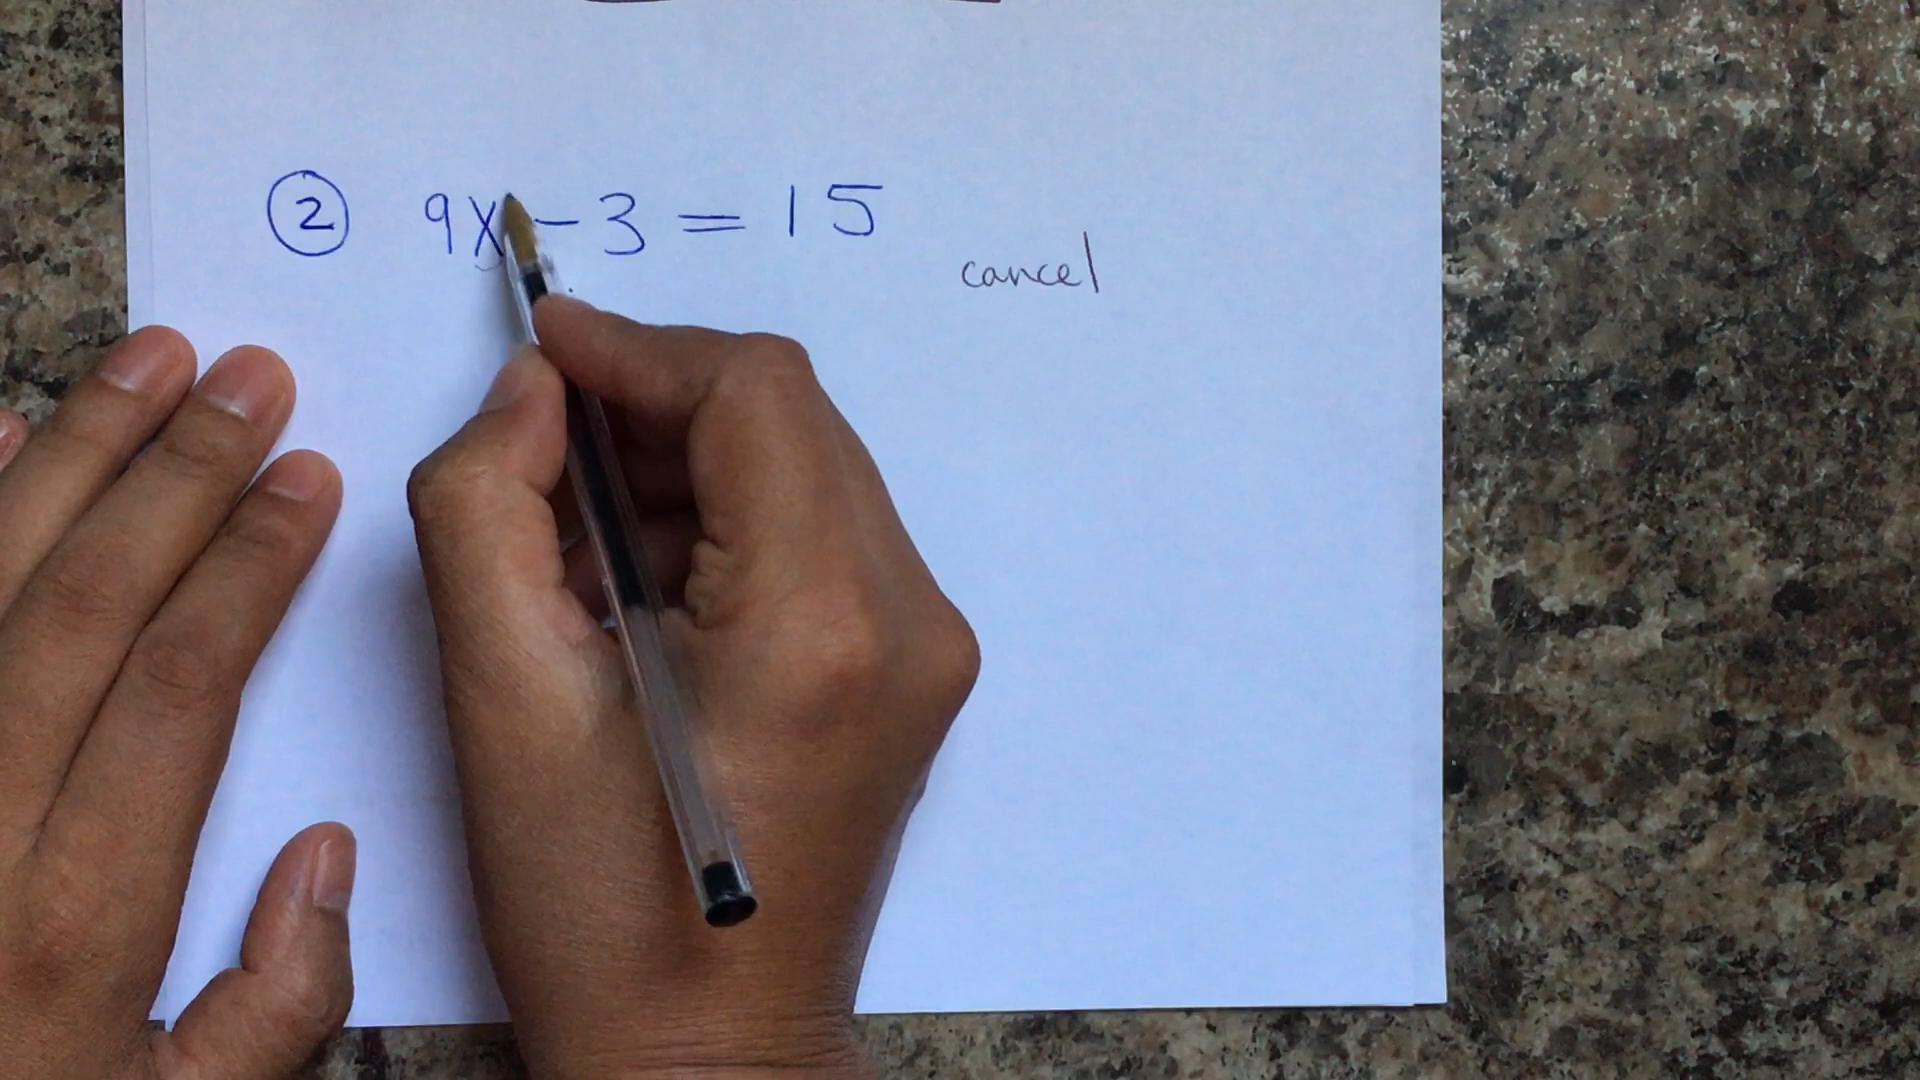 ② 9x - 3 = 15
cancel